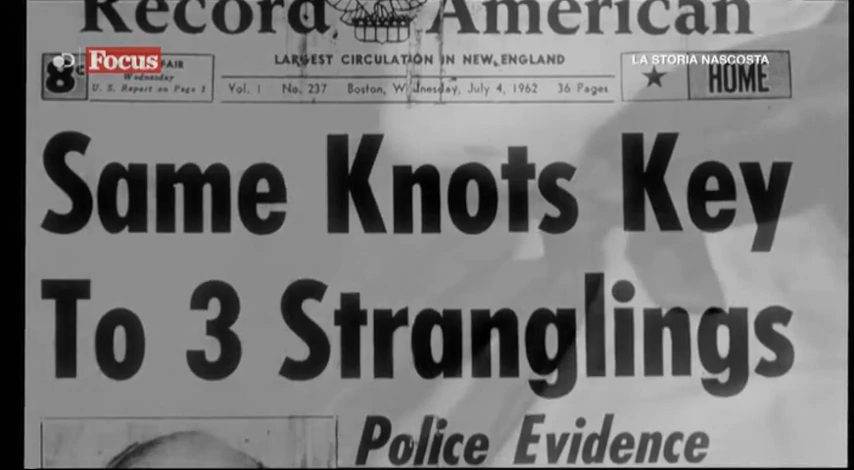 Record American
Focus
LARGEST CIRCULATION IN NEW ENGLAND
LA STORIA NASCOSTA
8¢
FAIR
Wednesday
U. S. Report on Page 2
Vol. 1 No. 237 Boston, Wednesday, July 4, 1962 36 Pages
HOME
Same Knots Key
To 3 Stranglings
Police Evidence